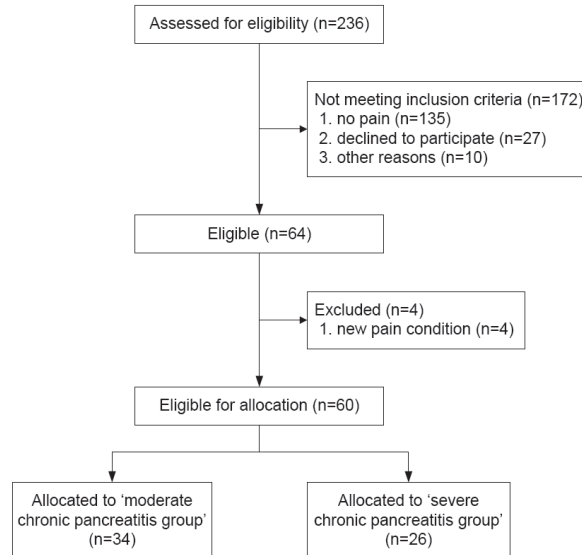 Assessed for eligibility (n=236)
Not meeting inclusion criteria (n=172)
1. no pain (n=135)
2. declined to participate (n=27)
3. other reasons (n=10)
Eligible (n=64)
Excluded (n=4)
1. new pain condition (n=4)
Eligible for allocation (n=60)
Allocated to ‘moderate
chronic pancreatitis group’
(n=34)
Allocated to ‘severe
chronic pancreatitis group’
(n=26)